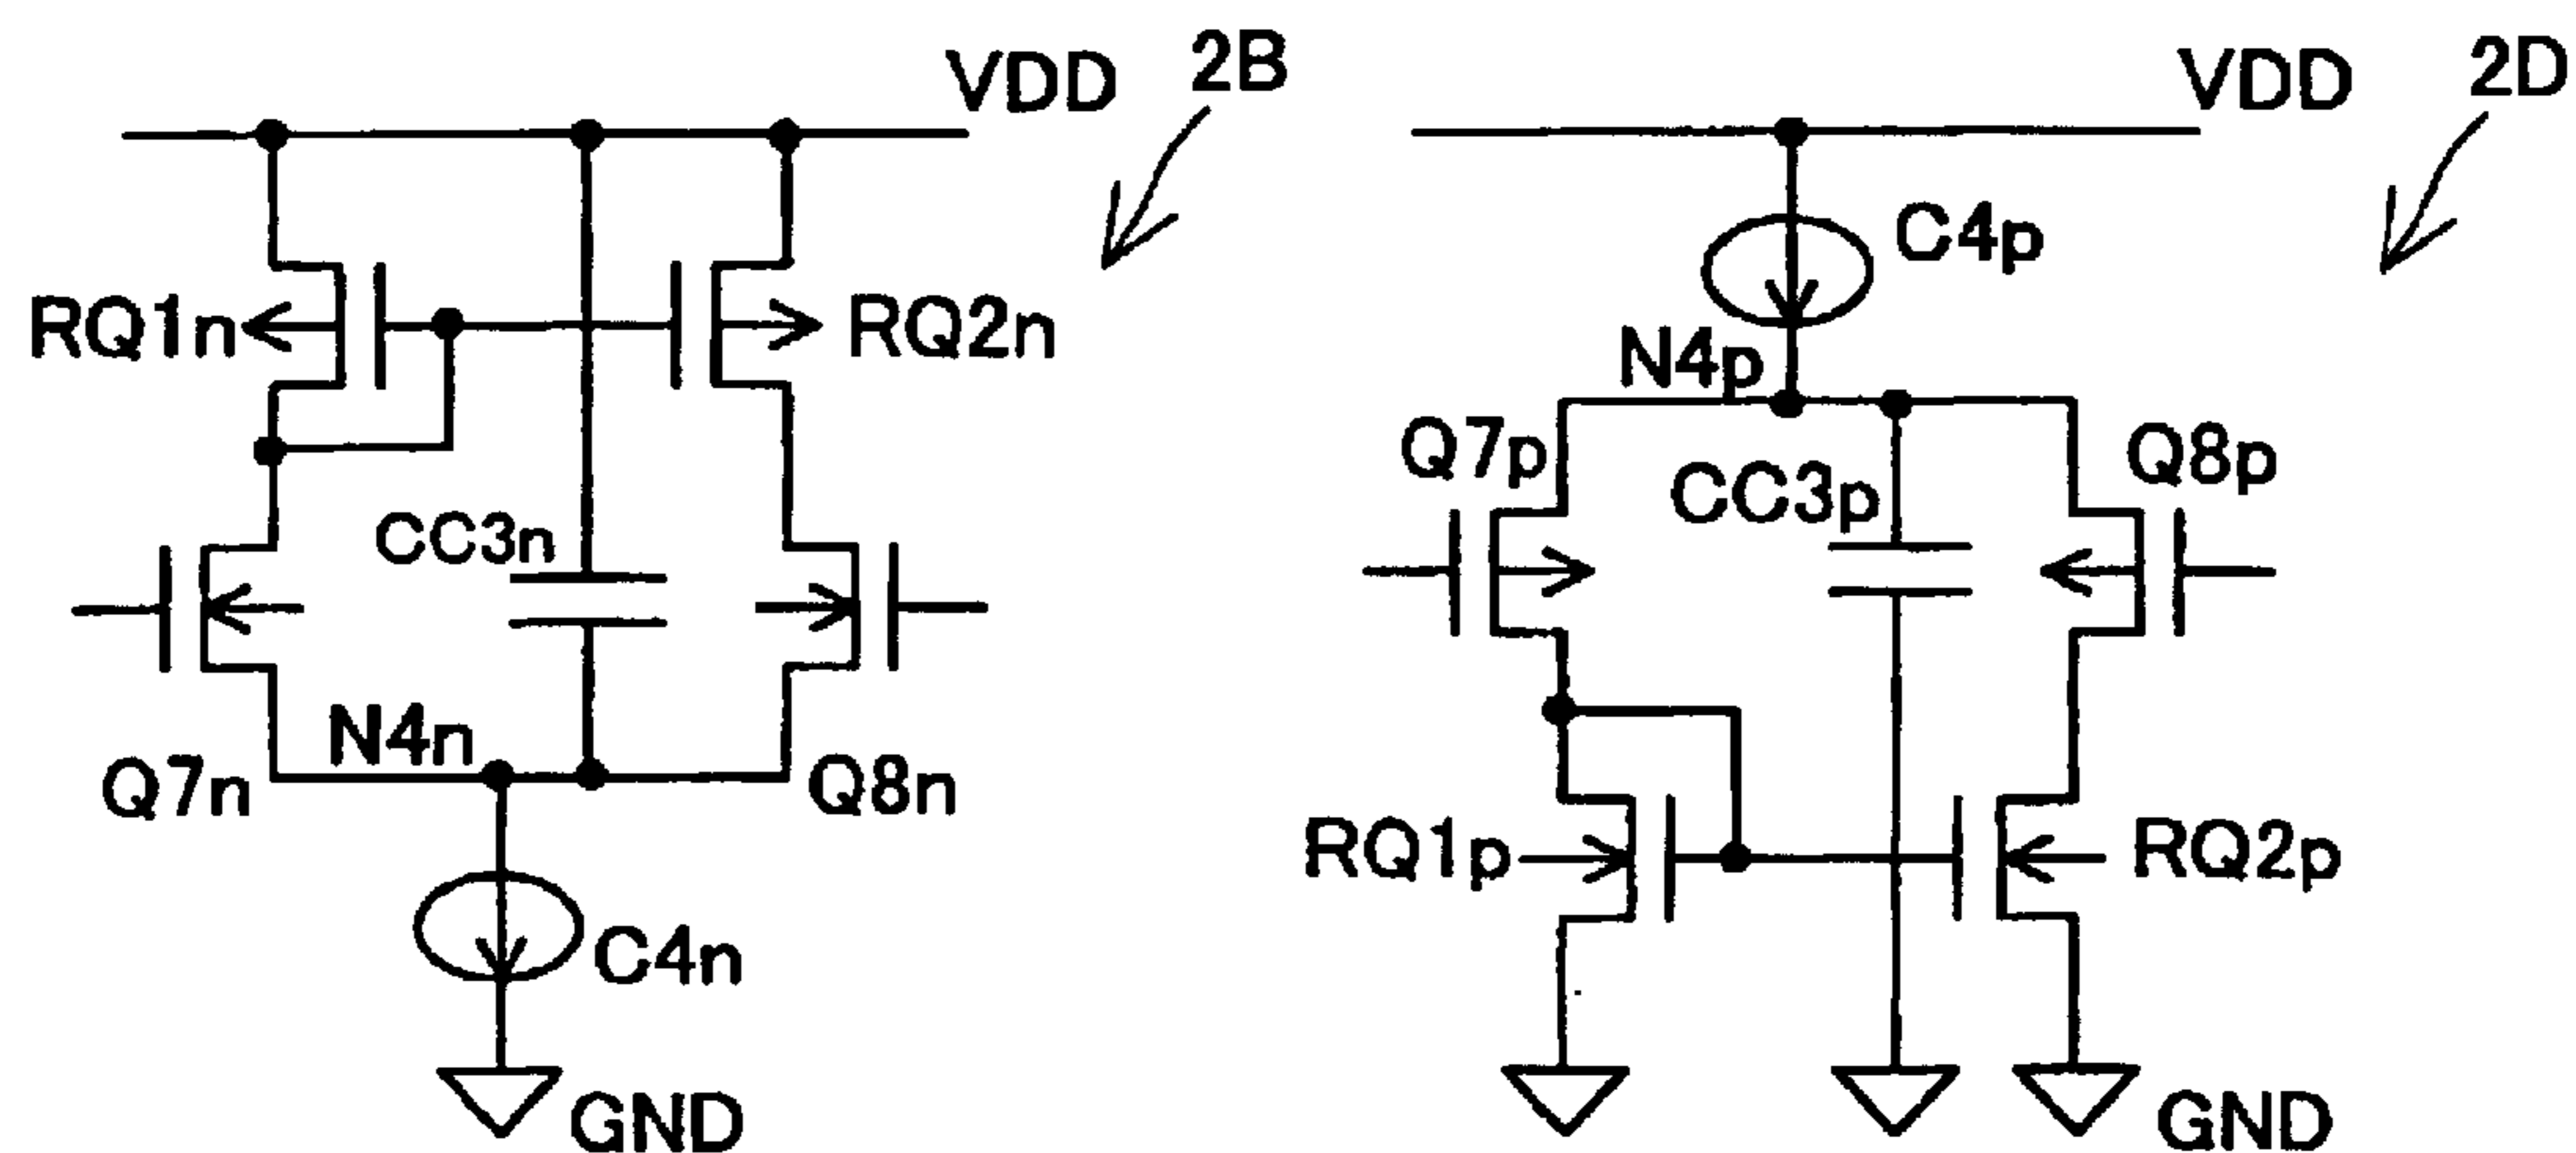 VDD
2B
RQ1n
RQ2n
CC3n
N4n
Q7n
Q8n
C4n
GND
VDD
2D
C4p
N4p
Q7p
Q8p
CC3p
RQ1p
RQ2p
GND